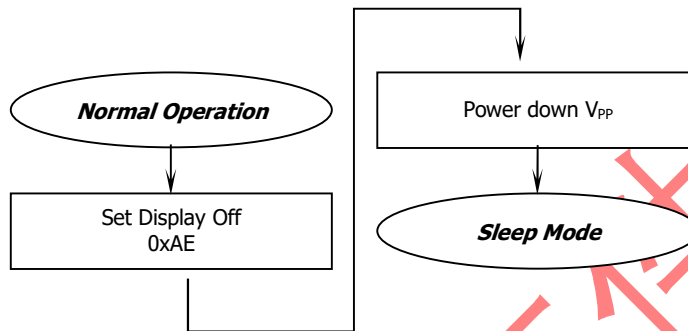 Normal Operation
Set Display Off
0xAE
Power down VPP
Sleep Mode